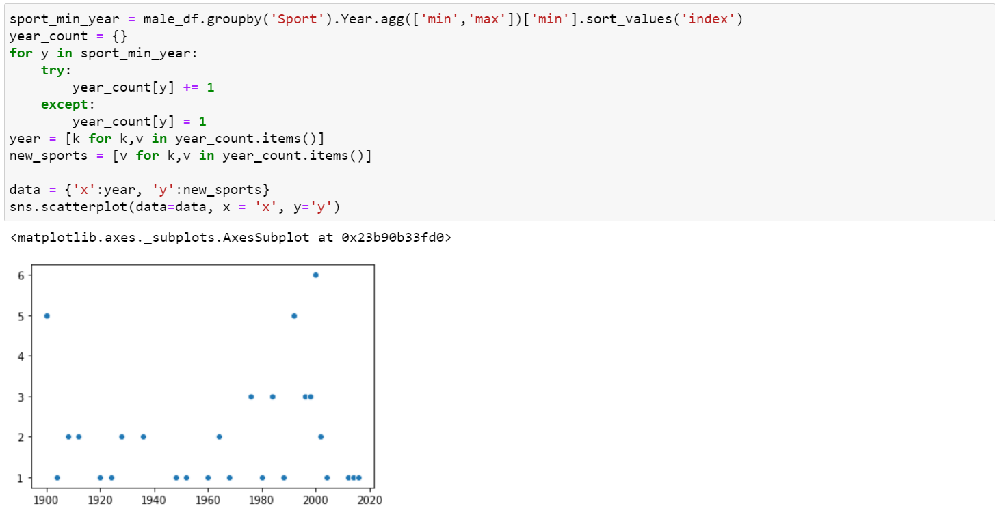 sport_min_year = male_df.groupby('Sport').Year.agg(['min','max'])['min'].sort_values('index')
year_count = {}
for y in sport_min_year:
    try:
        year_count[y] += 1
    except:
        year_count[y] = 1
year = [k for k,v in year_count.items()]
new_sports = [v for k,v in year_count.items()]
data = {'x':year, 'y':new_sports}
sns.scatterplot(data=data, x = 'x', y='y')
<matplotlib.axes._subplots.AxesSubplot at 0x23b90b33fd0>
6
5
4
3
2
1
1900 1920 1940 1960 1980 2000 2020